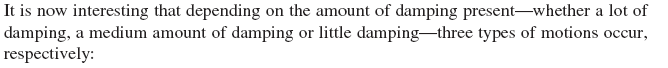 It is now interesting that depending on the amount of damping present—whether a lot of
damping, a medium amount of damping or little damping—three types of motions occur,
respectively: